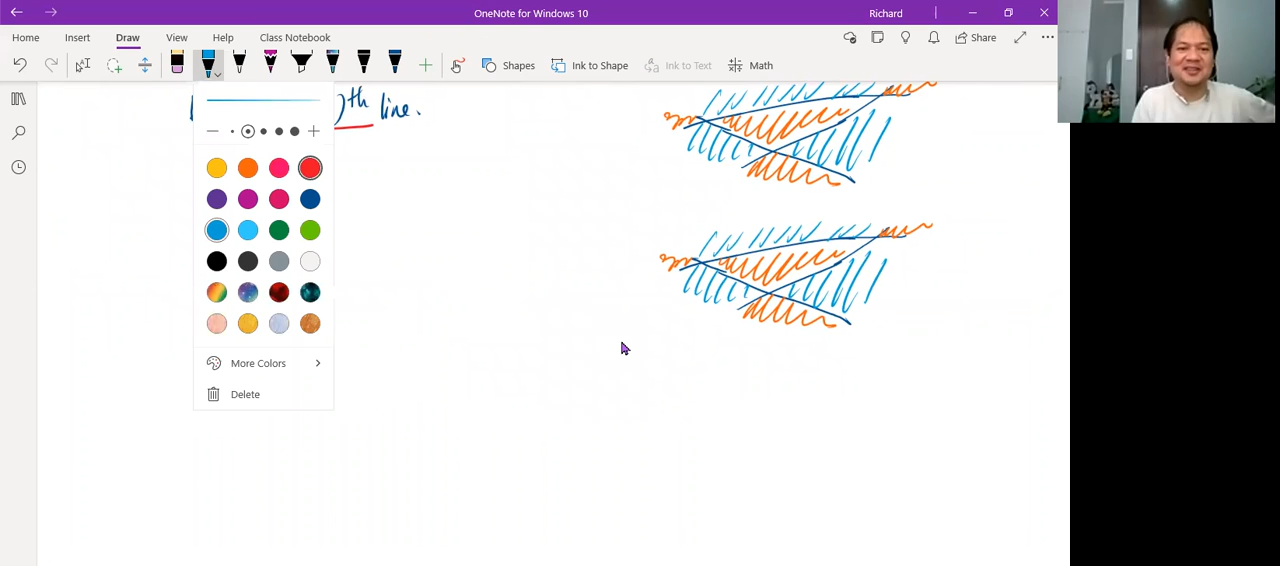 OneNote for Windows 10
Richard
Home Insert Draw View Help Class Notebook
Share
Shapes
Ink to Shape
Ink to Text
Math
)th line.
More Colors
Delete